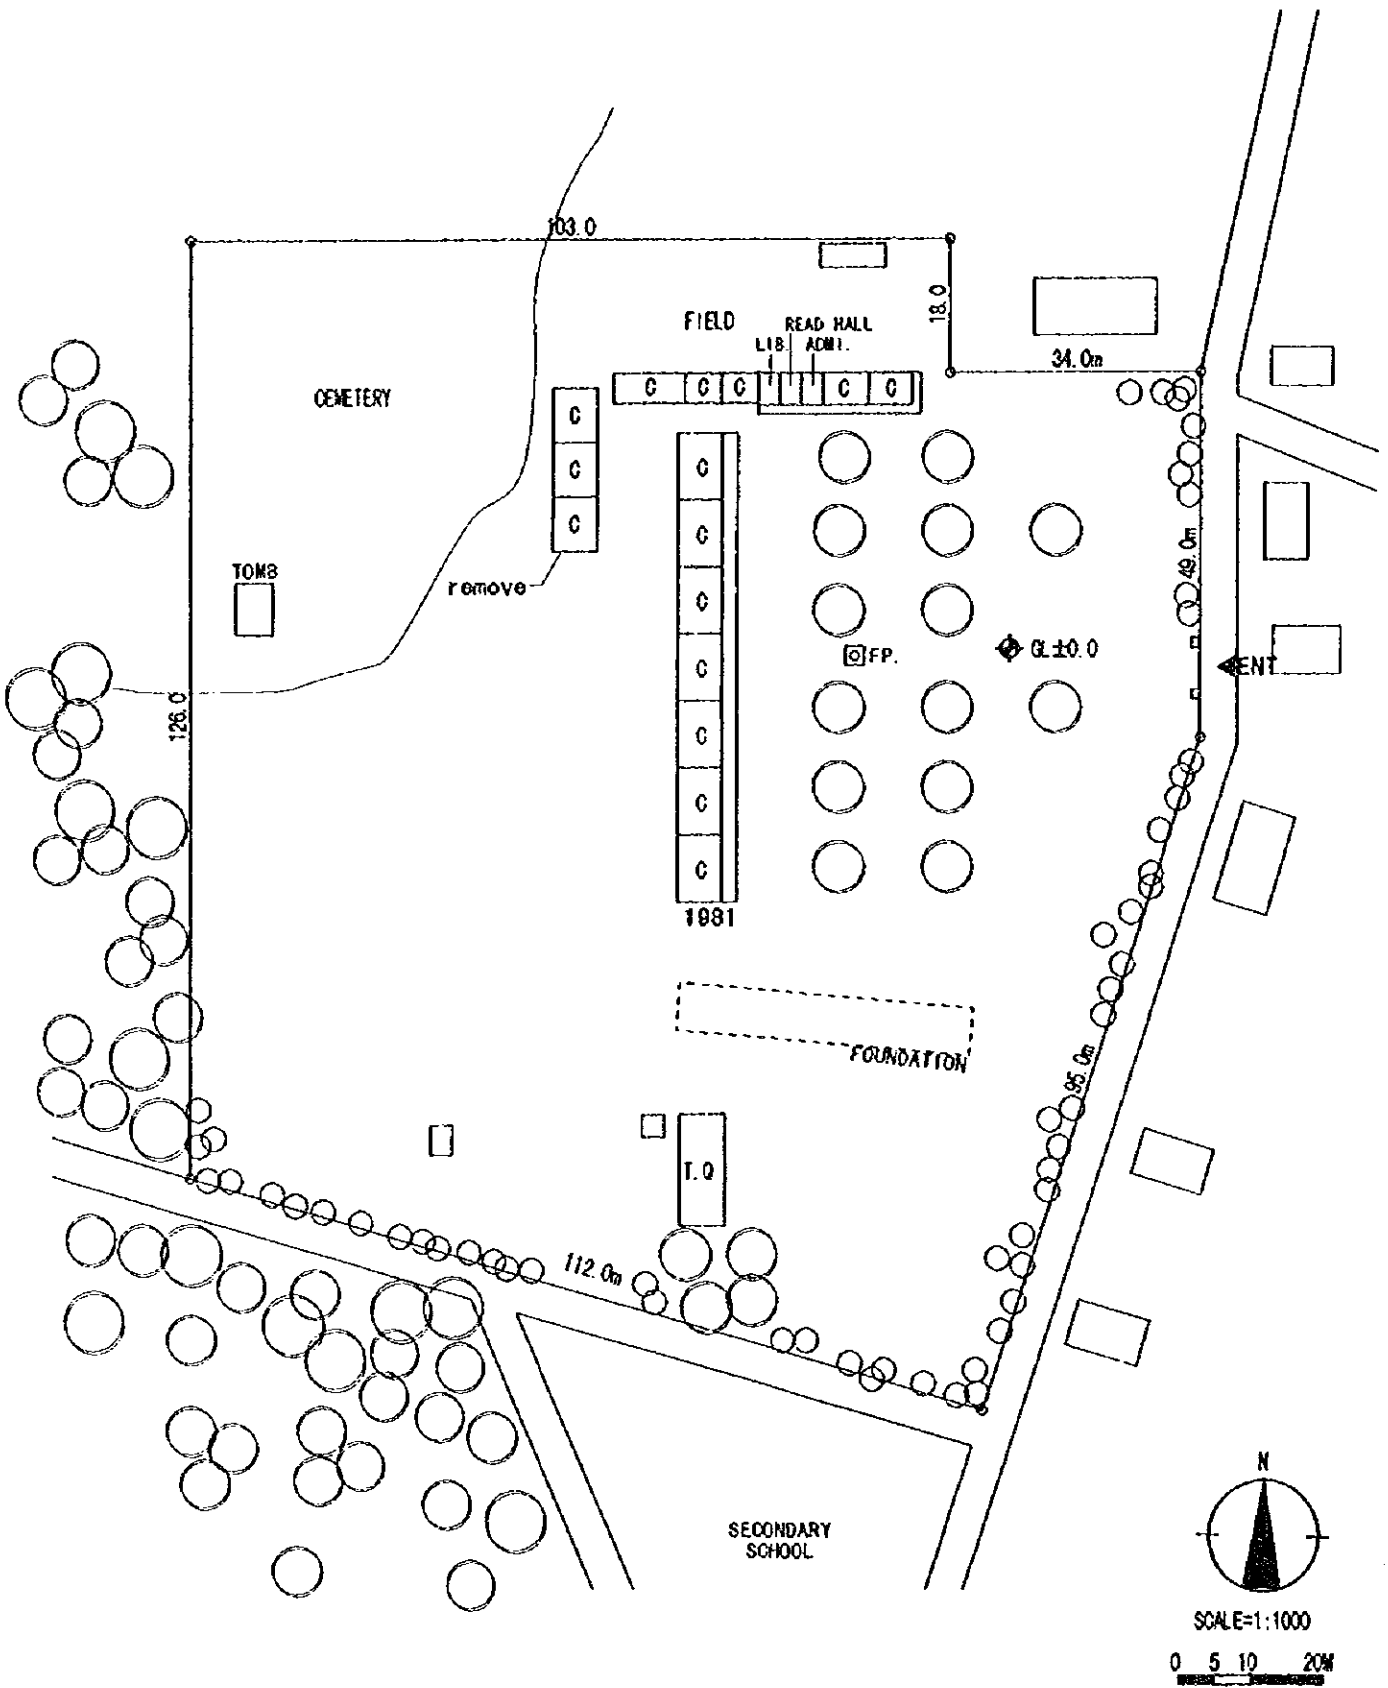 103.0
18.0
FIELD
READ HALL
LIB. ADMI.
34.0m
C C C C C
CEMETERY
C
C
C
remove
TOMB
C
C
C
C
C
C
C
1981
49.0m
FP.
GL±0.0
ENT
126.0
FOUNDATION
95.0m
T.Q
112.0m
SECONDARY
SCHOOL
N
SCALE=1:1000
0 5 10 20M